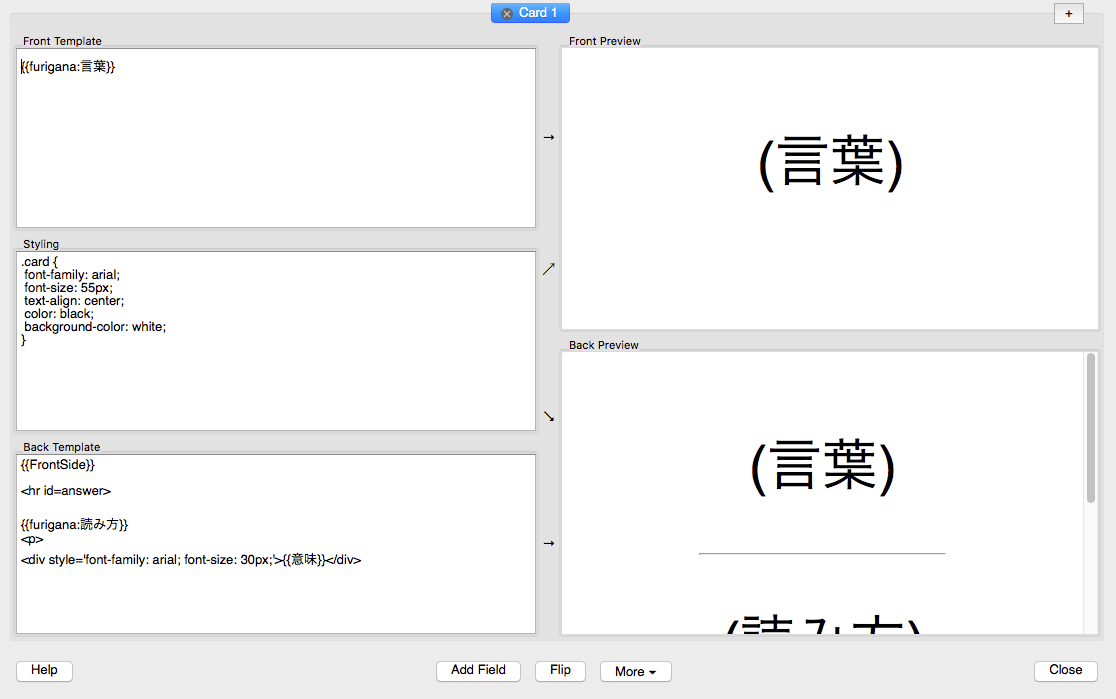 Card 1
+
Front Template
{{furigana:言葉}}
Front Preview
(言葉)
Styling
.card {
font-family: arial;
font-size: 55px;
text-align: center;
color: black;
background-color: white;
}
Back Template
{{FrontSide}}
<hr id=answer>
{{furigana:読み方}}
<p>
<div style='font-family: arial; font-size: 30px;'>{{意味}}</div>
Back Preview
(言葉)
(読み方)
Help
Add Field
Flip
More
Close